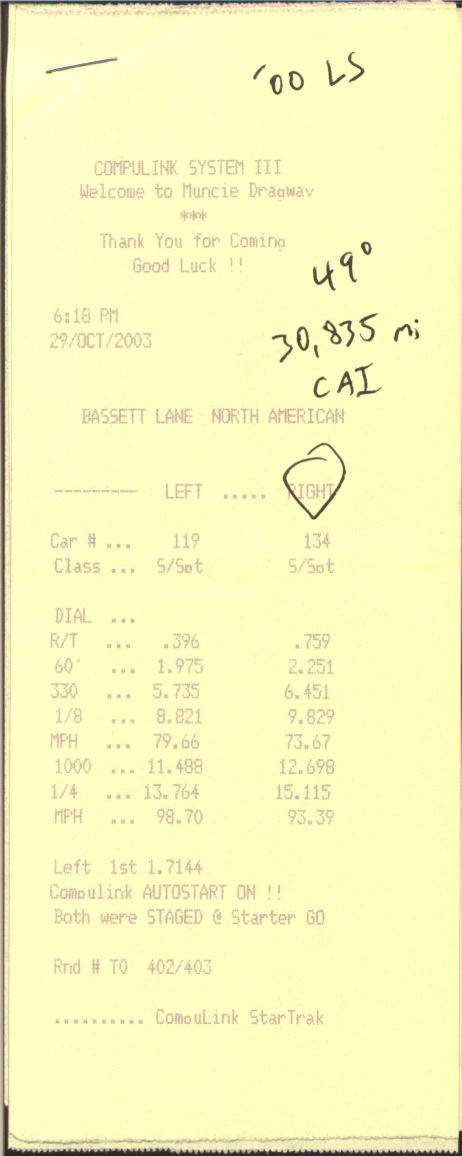 '00 LS
COMPULINK SYSTEM III
Welcome to Muncie Dragway
***
Thank You for Coming
Good Luck !!
49°
6:18 PM
29/OCT/2003
30,835 mi
CAI
BASSETT LANE NORTH AMERICAN
--------- LEFT ..... RIGHT
Car # ... 119 134
Class ... S/Spt S/Spt
DIAL ...
R/T ... .396 .759
60' ... 1.975 2.251
330 ... 5.735 6.451
1/8 ... 8.821 9.829
MPH ... 79.66 73.67
1000 ... 11.488 12.698
1/4 ... 13.764 15.115
MPH ... 98.70 93.39
Left 1st 1.7144
Compulink AUTOSTART ON !!
Both were STAGED @ Starter GO
Rnd # TO 402/403
.......... CompuLink StarTrak